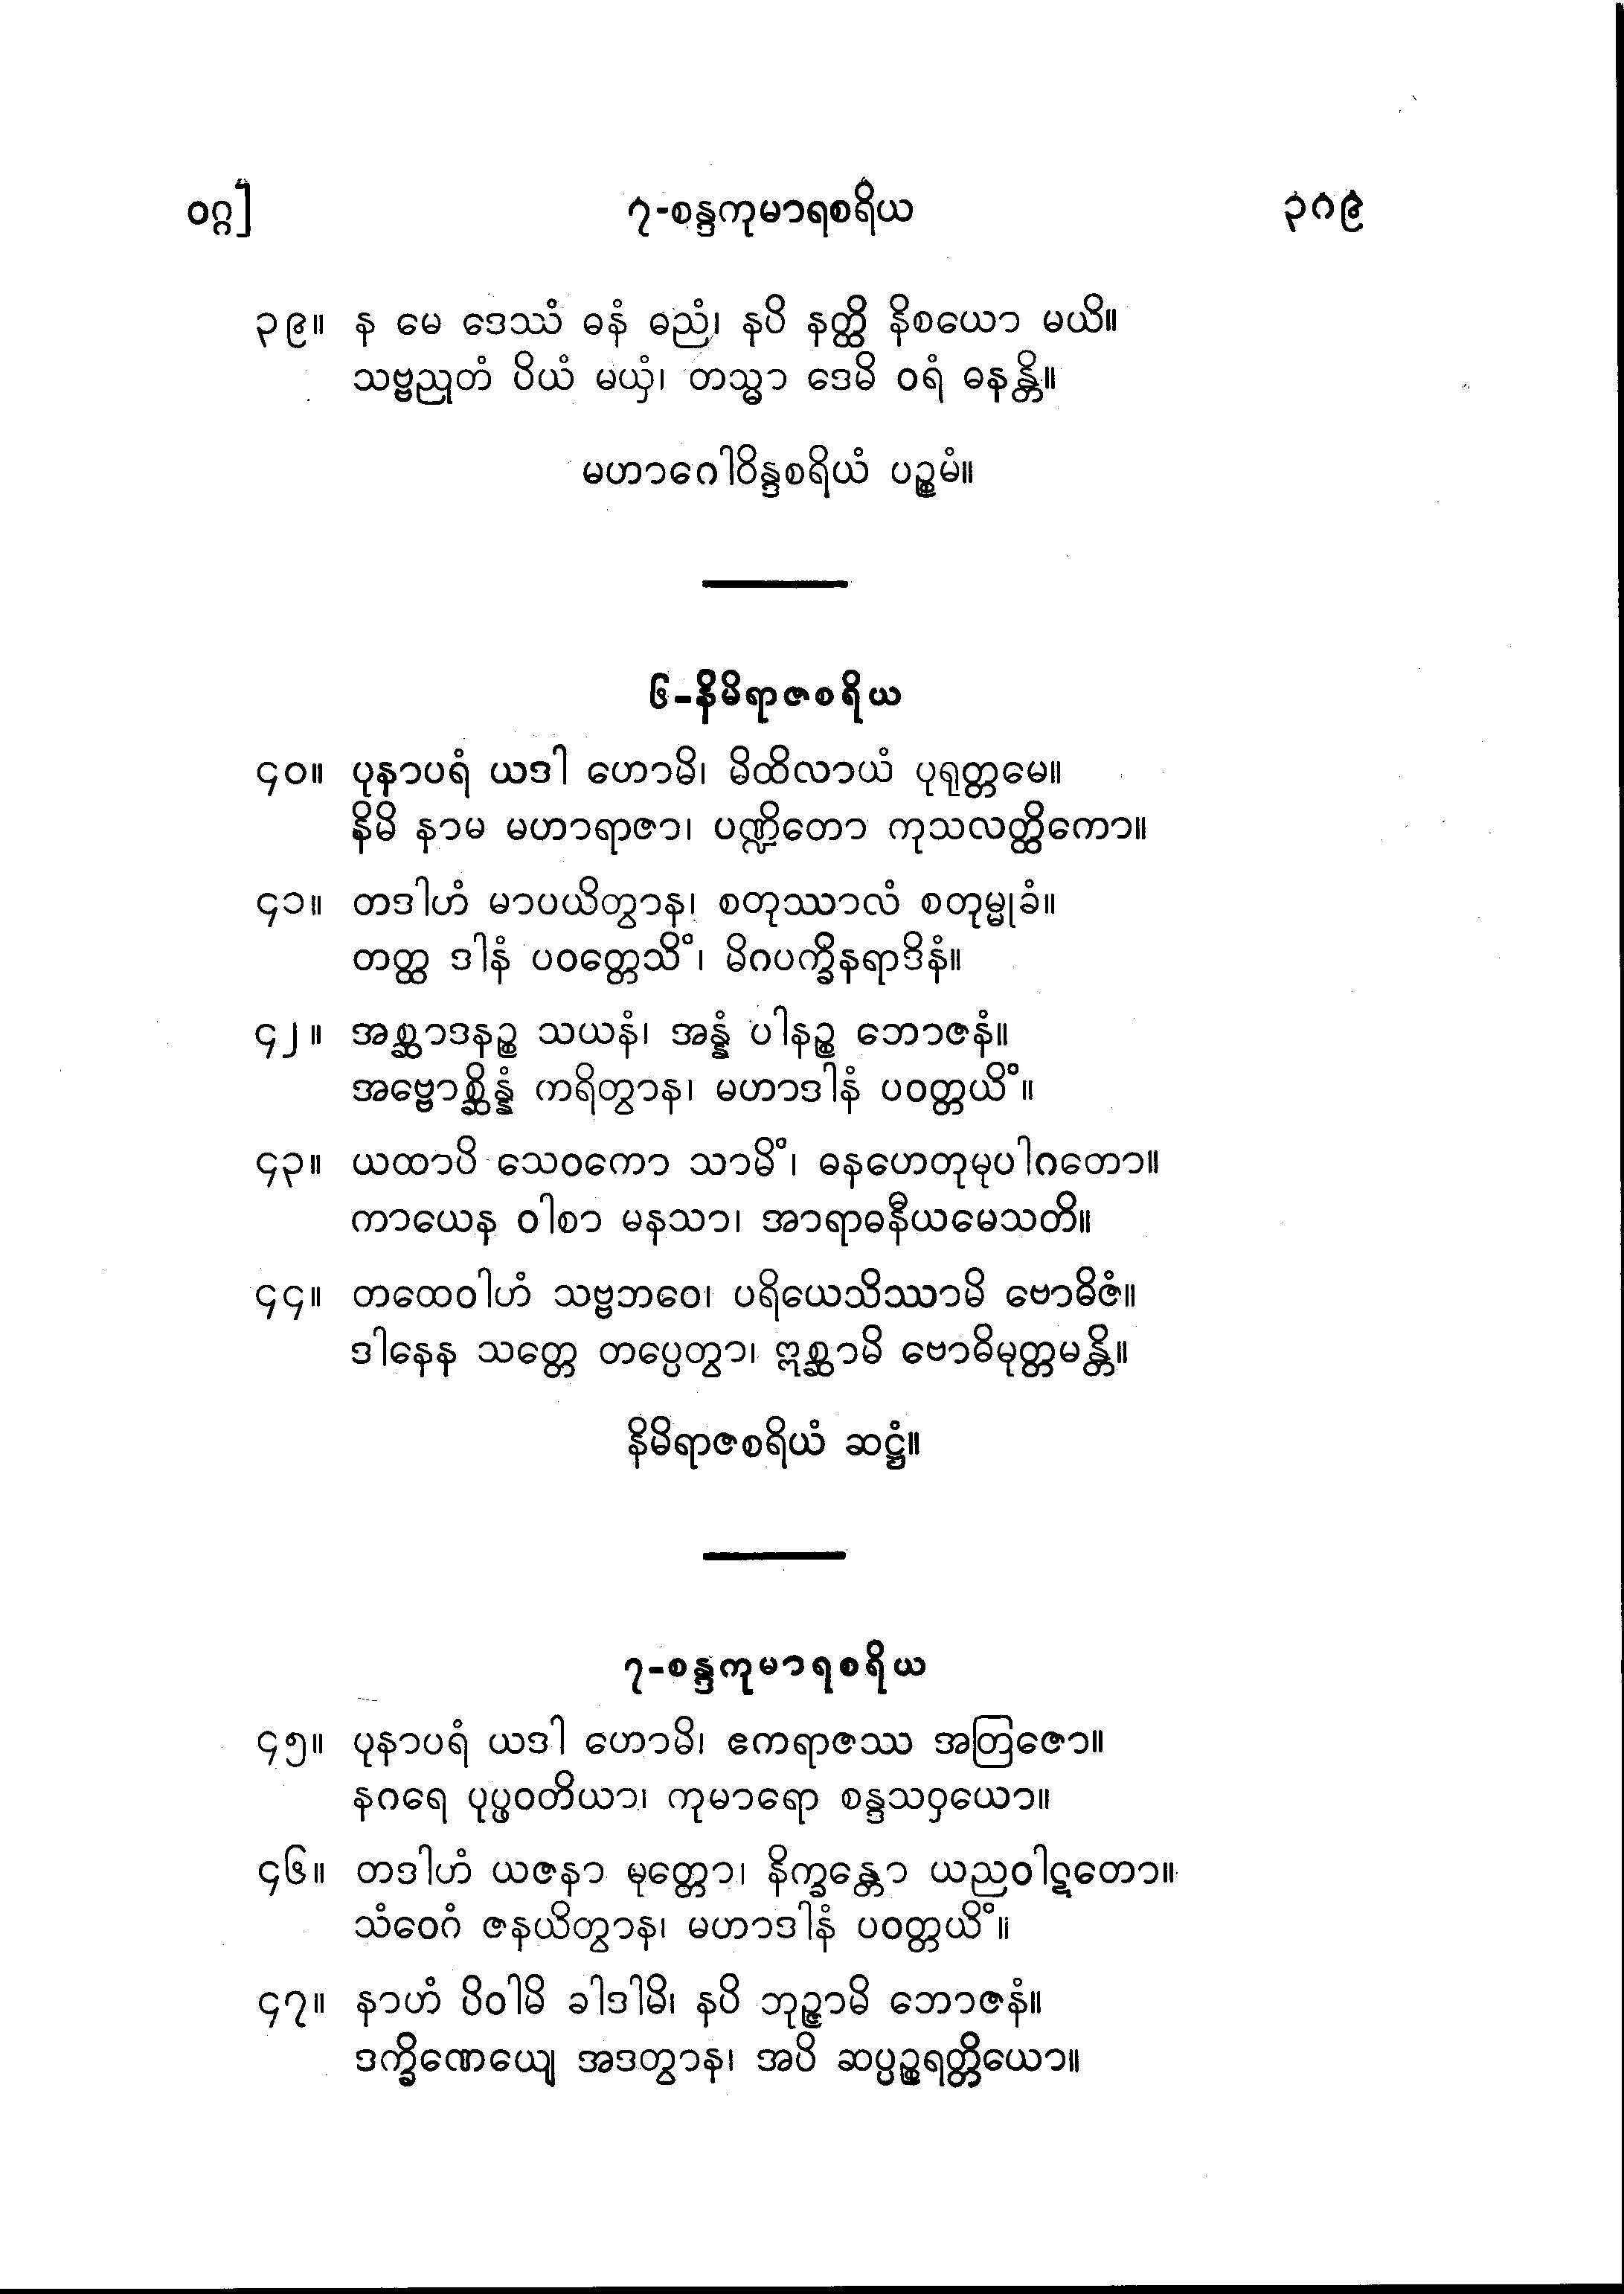 ဝဂ္ဂ]
၇-စန္ဒကုမာရစရိယ
၃၈၉
၃၉။ န မေ ဒေဿံ ဓနံ ဓညံ၊ နပိ နတ္ထိ နိစယော မယိ။
သဗ္ဗညုတံ ပိယံ မယှံ၊ တသ္မာ ဒေမိ ဝရံ ဓနန္တိ။
မဟာဂေါဝိန္ဒစရိယံ ပဉ္စမံ။
၆-နိမိရာဇစရိယ
၄၀။ ပုနာပရံ ယဒါ ဟောမိ၊ မိထိလာယံ ပုရုတ္တမေ။
နိမိ နာမ မဟာရာဇာ၊ ပဏ္ဍိတော ကုသလတ္ထိကော။
၄၁။ တဒါဟံ မာပယိတွာန၊ စတုဿာလံ စတုမ္မုခံ။
တတ္ထ ဒါနံ ပဝတ္တေသိံ၊ မိဂပက္ခိနရာဒိနံ။
၄၂။ အစ္ဆာဒနဉ္စ သယနံ၊ အန္နံ ပါနဉ္စ ဘောဇနံ။
အဗ္ဗောစ္ဆိန္နံ ကရိတွာန၊ မဟာဒါနံ ပဝတ္တယိံ။
၄၃။ ယထာပိ သေဝကော သာမိံ၊ ဓနဟေတုမုပါဂတော။
ကာယေန ဝါစာ မနသာ၊ အာရာဓနီယမေသတိ။
၄၄။ တထေဝါဟံ သဗ္ဗဘဝေ၊ ပရိယေသိဿာမိ ဗောဓိဇံ။
ဒါနေန သတ္တေ တပ္ပေတွာ၊ ဣစ္ဆာမိ ဗောဓိမုတ္တမန္တိ။
နိမိရာဇစရိယံ ဆဋ္ဌံ။
၇-စန္ဒကုမာရစရိယ
၄၅။ ပုနာပရံ ယဒါ ဟောမိ၊ ဧကရာဇဿ အတြဇော။
နဂရေ ပုပ္ဖဝတိယာ၊ ကုမာရော စန္ဒသဝှယော။
၄၆။ တဒါဟံ ယဇနာ မုတ္တော၊ နိက္ခန္တော ယညဝါဋတော။
သံဝေဂံ ဇနယိတွာန၊ မဟာဒါနံ ပဝတ္တယိံ။
၄၇။ နာဟံ ပိဝါမိ ခါဒါမိ၊ နပိ ဘုဉ္ဇာမိ ဘောဇနံ။
ဒက္ခိဏေယျေ အဒတွာန၊ အပိ ဆပ္ပဉ္စရတ္တိယော။